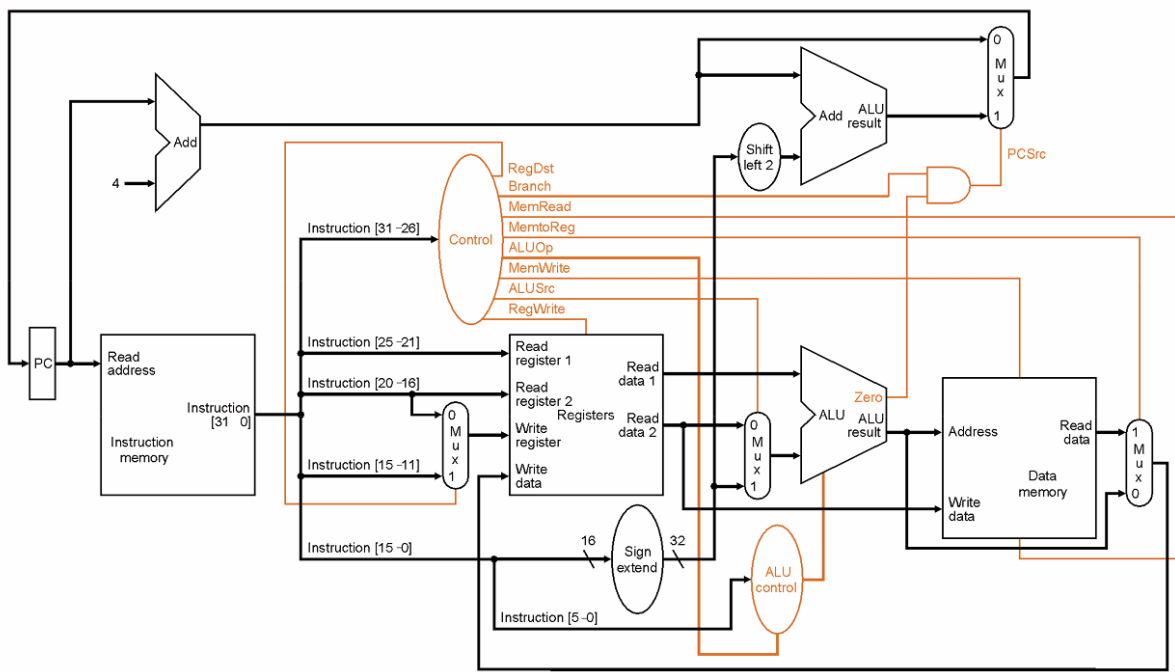 0
M
u
x
1
Add
ALU
result
Add
4
Shift
left 2
PCSrc
RegDst
Branch
MemRead
MemtoReg
ALUOp
MemWrite
ALUSrc
RegWrite
Control
Instruction [31–26]
Instruction [25–21]
Instruction [20–16]
Instruction [15–11]
Instruction [15–0]
Instruction [5–0]
PC
Read
address
Instruction
[31 0]
Instruction
memory
0
M
u
x
1
Read
register 1
Read
register 2
Write
register
Write
data
Registers
Read
data 1
Read
data 2
16
Sign
extend
32
0
M
u
x
1
Zero
ALU
ALU
result
ALU
control
Address
Write
data
Read
data
Data
memory
1
M
u
x
0